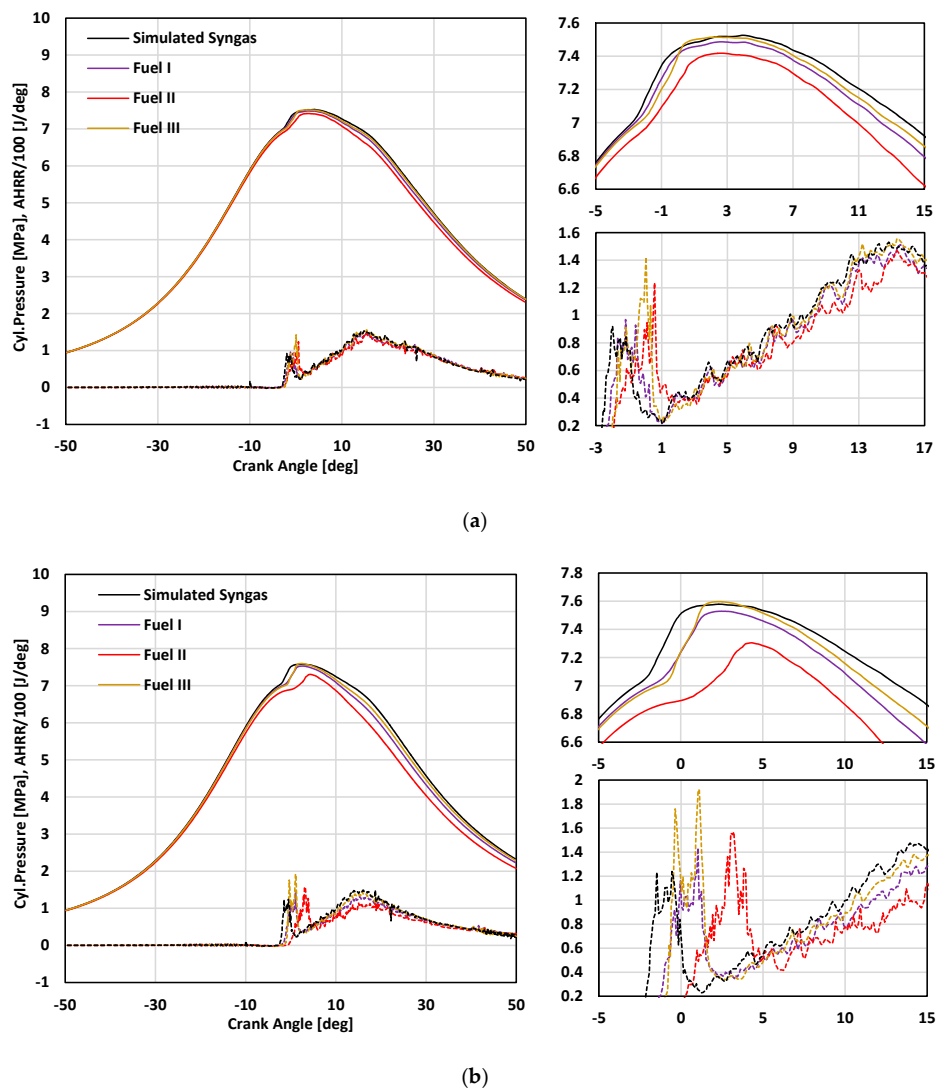 10
9
8
7
6
5
4
3
2
1
0
-1
Cyl.Pressure [MPa], AHRR/100 [J/deg]
Simulated Syngas
Fuel I
Fuel II
Fuel III
-50 -30 -10 10 30 50
Crank Angle [deg]
7.6
7.4
7.2
7
6.8
6.6
-5 -1 3 7 11 15
1.6
1.4
1.2
1
0.8
0.6
0.4
0.2
-3 1 5 9 13 17
(a)
10
9
8
7
6
5
4
3
2
1
0
-1
Cyl.Pressure [MPa], AHRR/100 [J/deg]
Simulated Syngas
Fuel I
Fuel II
Fuel III
-50 -30 -10 10 30 50
Crank Angle [deg]
7.8
7.6
7.4
7.2
7
6.8
6.6
-5 0 5 10 15
2
1.8
1.6
1.4
1.2
1
0.8
0.6
0.4
0.2
-5 0 5 10 15
(b)